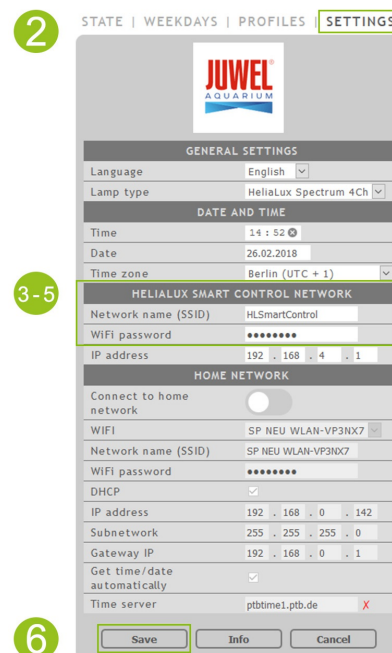 2
STATE | WEEKDAYS | PROFILES | SETTINGS
JUWEL®
AQUARIUM
GENERAL SETTINGS
Language English
Lamp type HeliaLux Spectrum 4Ch
DATE AND TIME
Time 14 : 52
Date 26.02.2018
Time zone Berlin (UTC + 1)
3-5
HELIALUX SMART CONTROL NETWORK
Network name (SSID) HLSmartControl
WiFi password ●●●●●●●●
IP address 192 . 168 . 4 . 1
HOME NETWORK
Connect to home
network
WIFI SP NEU WLAN-VP3NX7
Network name (SSID) SP NEU WLAN-VP3NX7
WiFi password ●●●●●●●●
DHCP
IP address 192 . 168 . 0 . 142
Subnetwork 255 . 255 . 255 . 0
Gateway IP 192 . 168 . 0 . 1
Get time/date
automatically
Time server ptbtime1.ptb.de X
6
Save Info Cancel